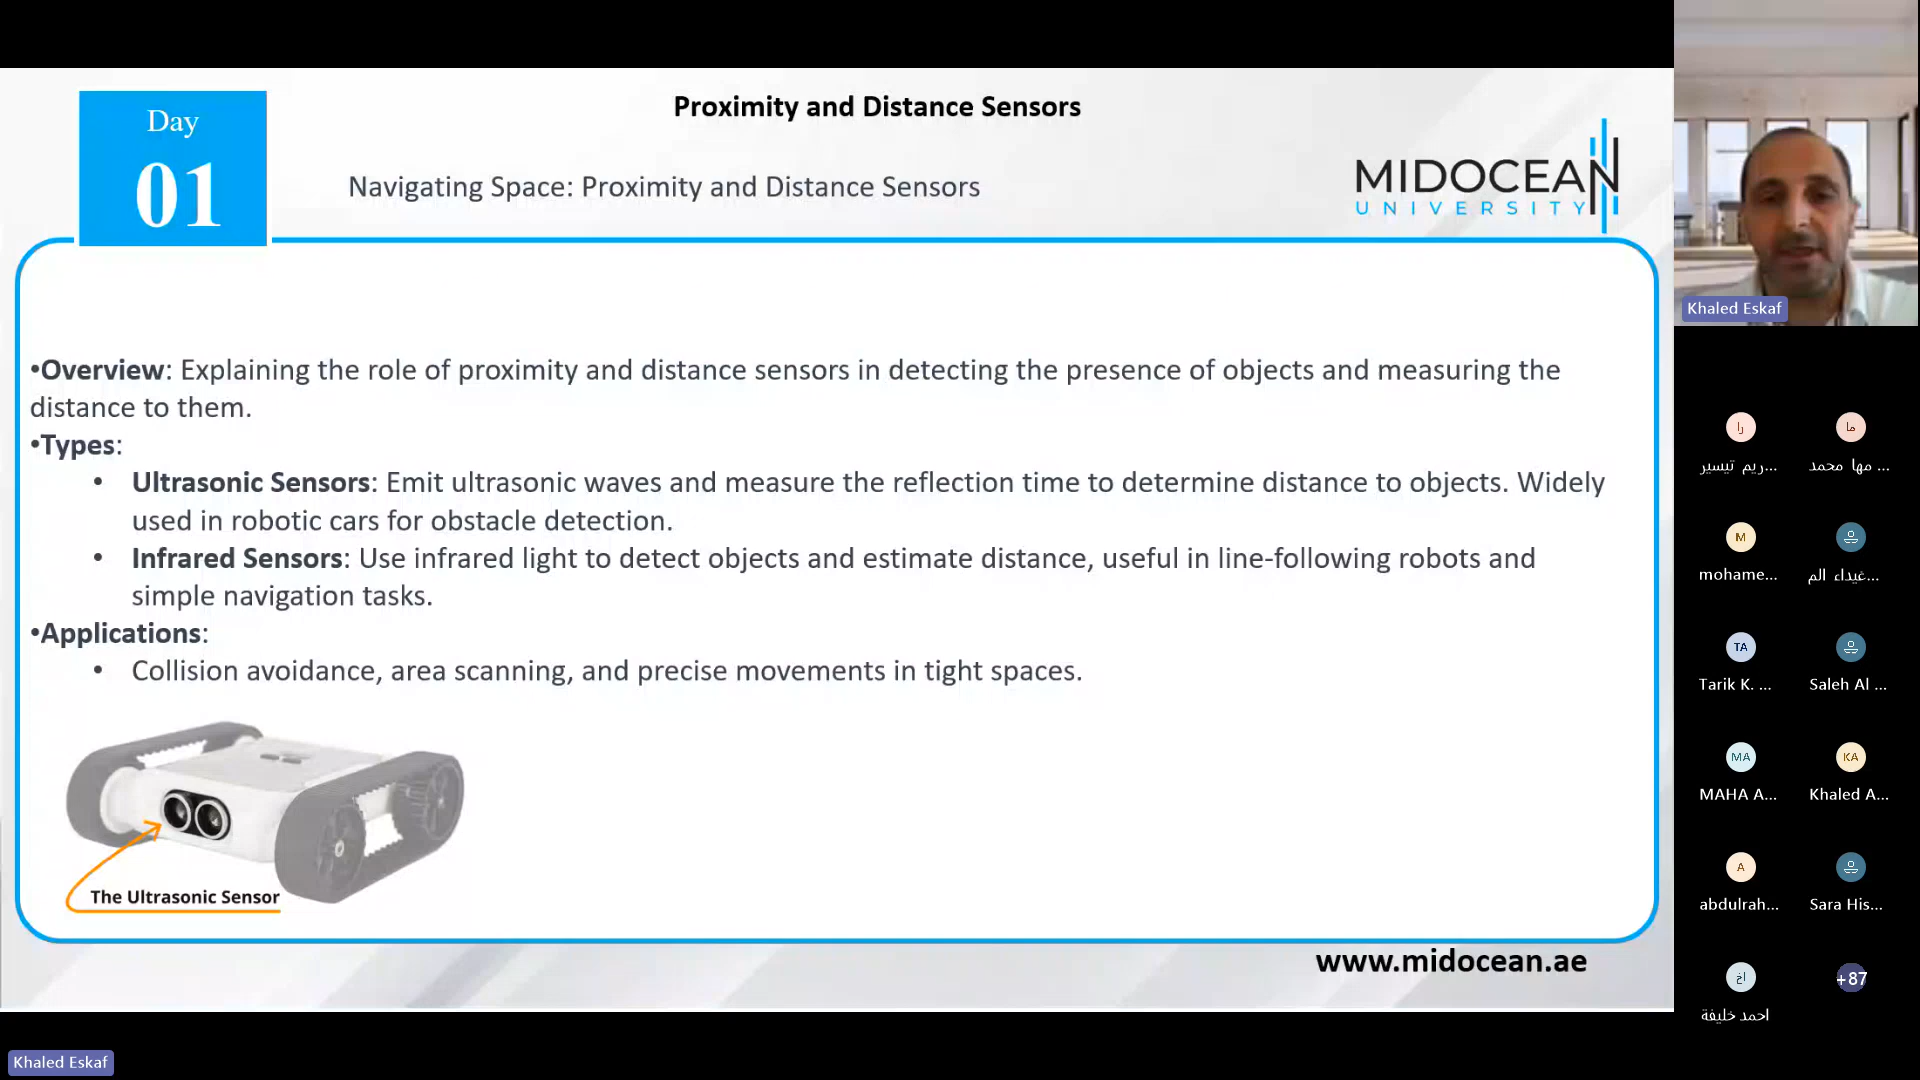 Proximity and Distance Sensors
Day
01
Navigating Space: Proximity and Distance Sensors
MIDOCEAN
UNIVERSITY
•Overview: Explaining the role of proximity and distance sensors in detecting the presence of objects and measuring the
distance to them.
•Types:
• Ultrasonic Sensors: Emit ultrasonic waves and measure the reflection time to determine distance to objects. Widely
used in robotic cars for obstacle detection.
• Infrared Sensors: Use infrared light to detect objects and estimate distance, useful in line-following robots and
simple navigation tasks.
•Applications:
• Collision avoidance, area scanning, and precise movements in tight spaces.
The Ultrasonic Sensor
www.midocean.ae
Khaled Eskaf
Khaled Eskaf
را
ما
ريم تيسير...
مها محمد ...
M
mohame...
غيداء الم...
TA
Tarik K. ...
Saleh Al ...
MA
KA
MAHA A...
Khaled A...
A
abdulrah...
Sara His...
اخ
+87
احمد خليفة